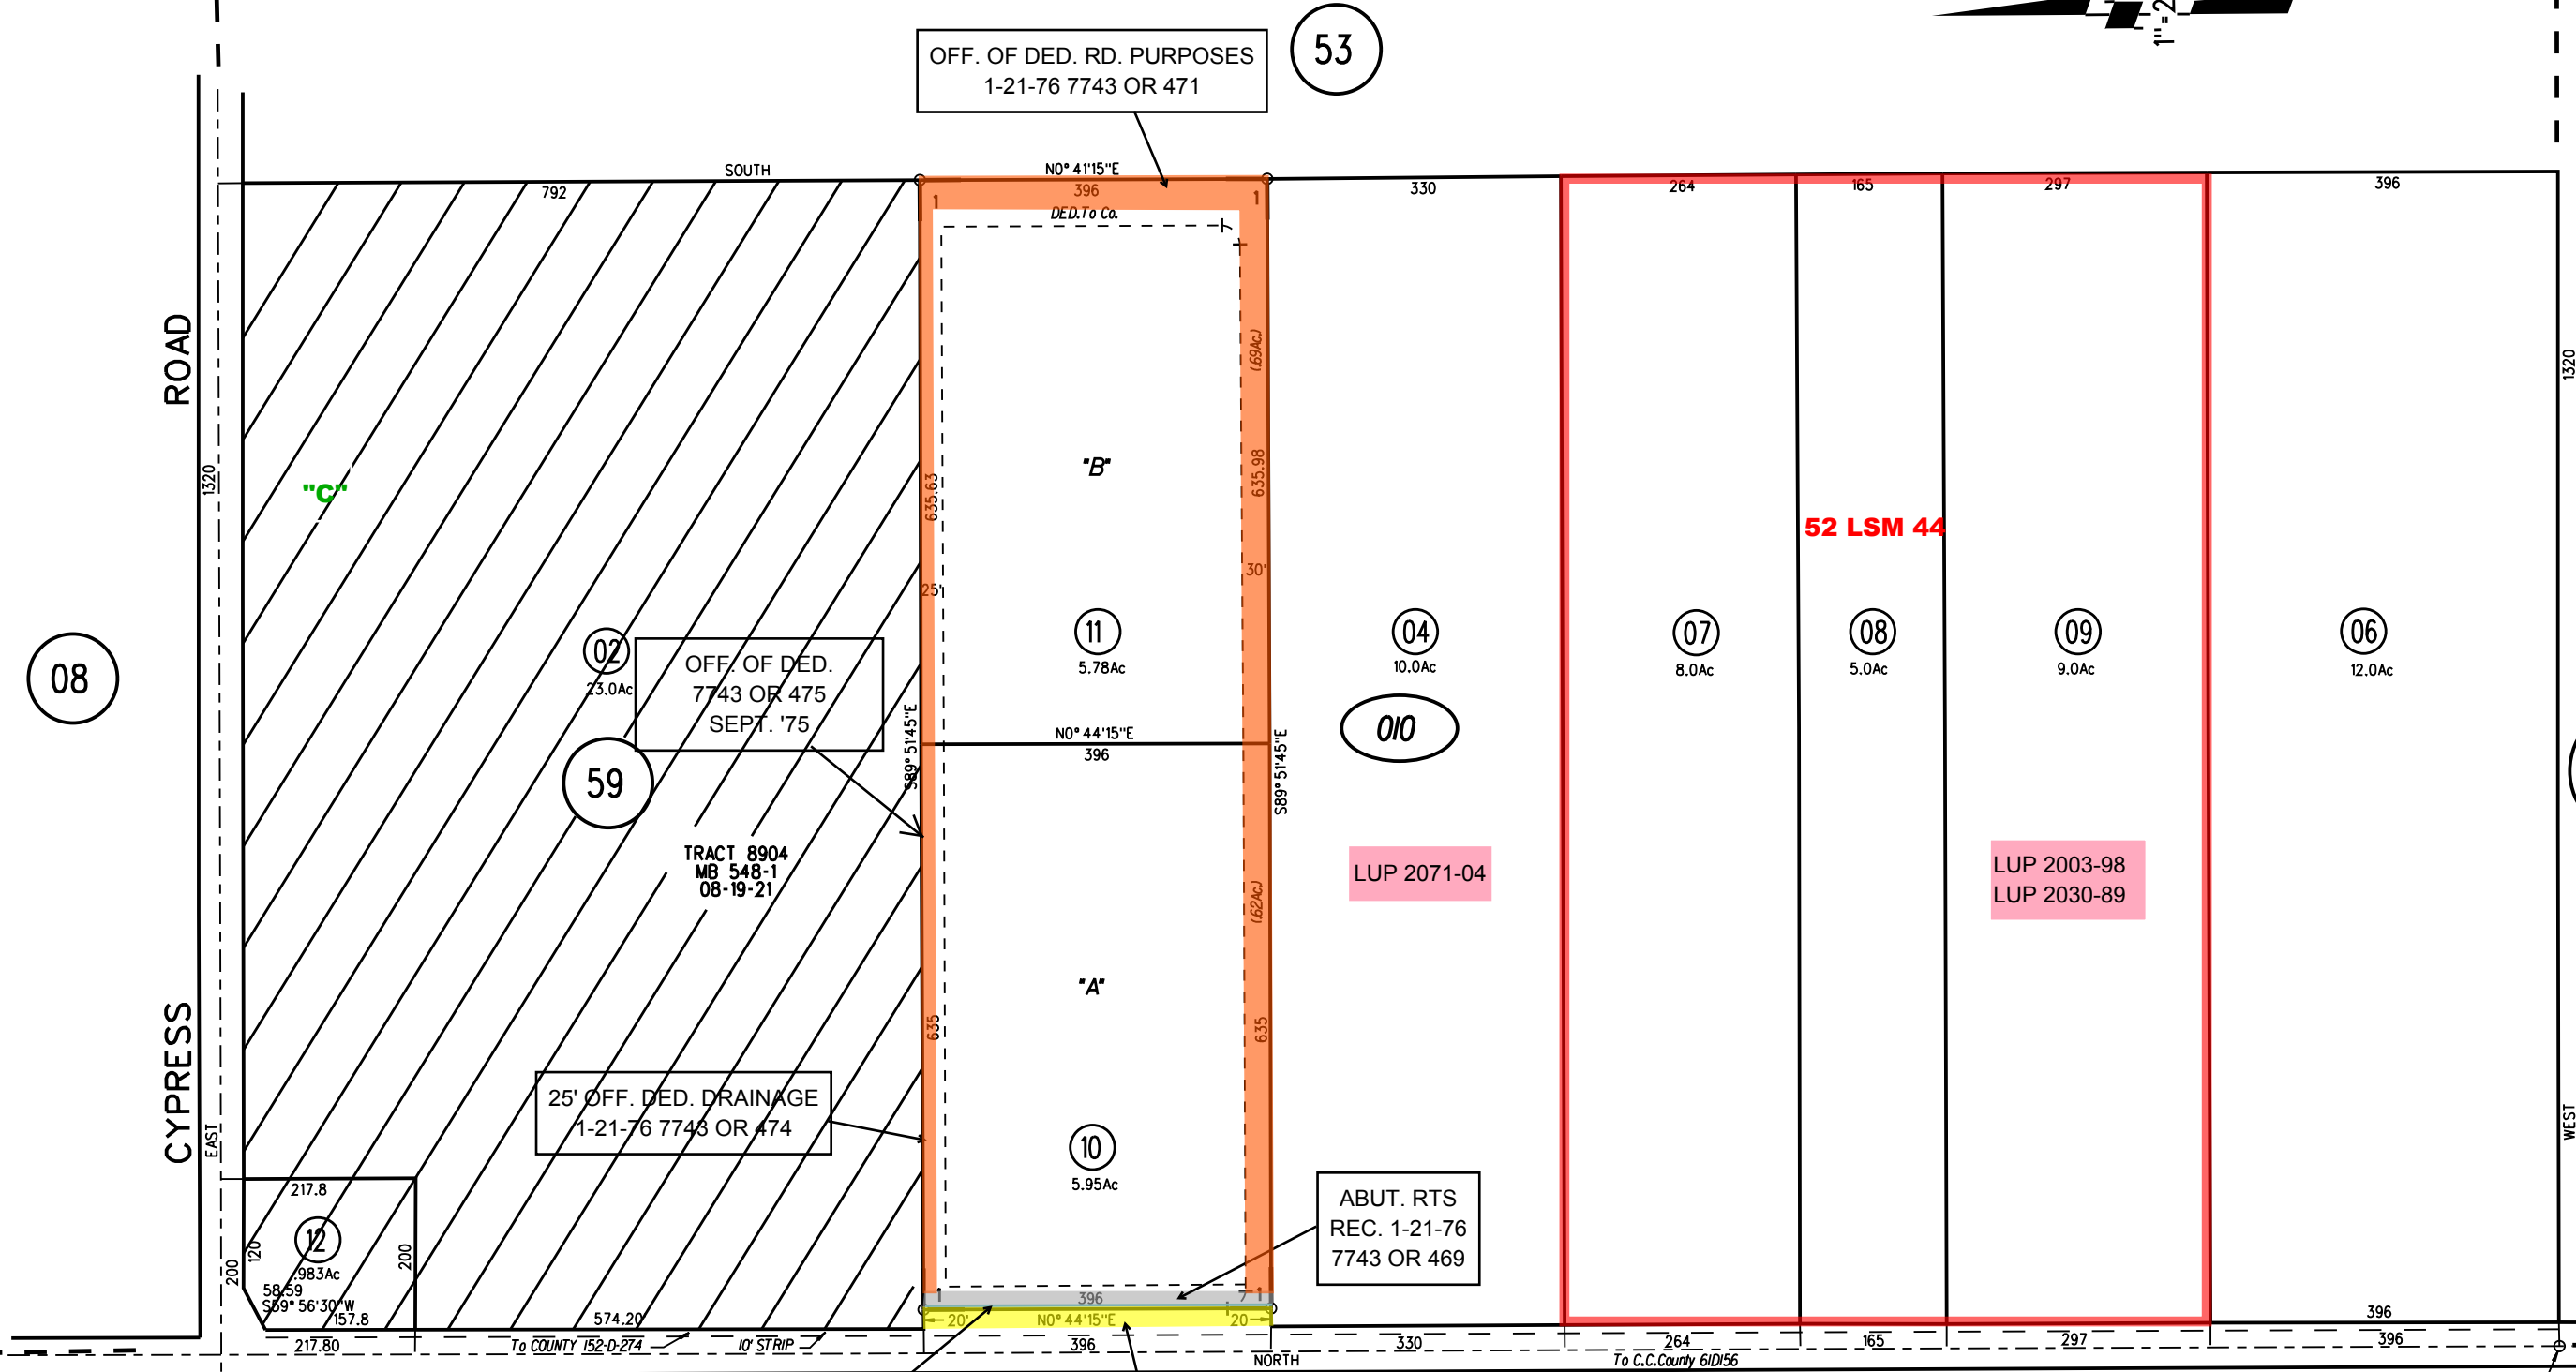 1"=2
53
OFF. OF DED. RD. PURPOSES
1-21-76 7743 OR 471
SOUTH
792
N0° 41'15"E
396
1
1
DED.To Co.
330
264
165
297
396
ROAD
1320
"C"
635.63
25'
"B"
(.69Ac.)
635.98
30'
52 LSM 44
1320
08
02
23.0Ac
OFF. OF DED.
7743 OR 475
SEPT. '75
11
5.78Ac
04
10.0Ac
07
8.0Ac
08
5.0Ac
09
9.0Ac
06
12.0Ac
010
59
S89° 51'45"E
N0° 44'15"E
396
S89° 51'45"E
TRACT 8904
MB 548-1
08-19-21
LUP 2071-04
LUP 2003-98
LUP 2030-89
(.62Ac.)
"A"
635
635
CYPRESS
EAST
WEST
25' OFF. DED. DRAINAGE
1-21-76 7743 OR 474
10
5.95Ac
ABUT. RTS
REC. 1-21-76
7743 OR 469
217.8
12
.983Ac
200
120
200
58.59
S59° 56'30"W
157.8
574.20
1
396
1
20'
N0° 44'15"E
20
396
217.80
To COUNTY 152-D-274
10' STRIP
396
330
264
165
297
396
NORTH
To C.C.County 61D156